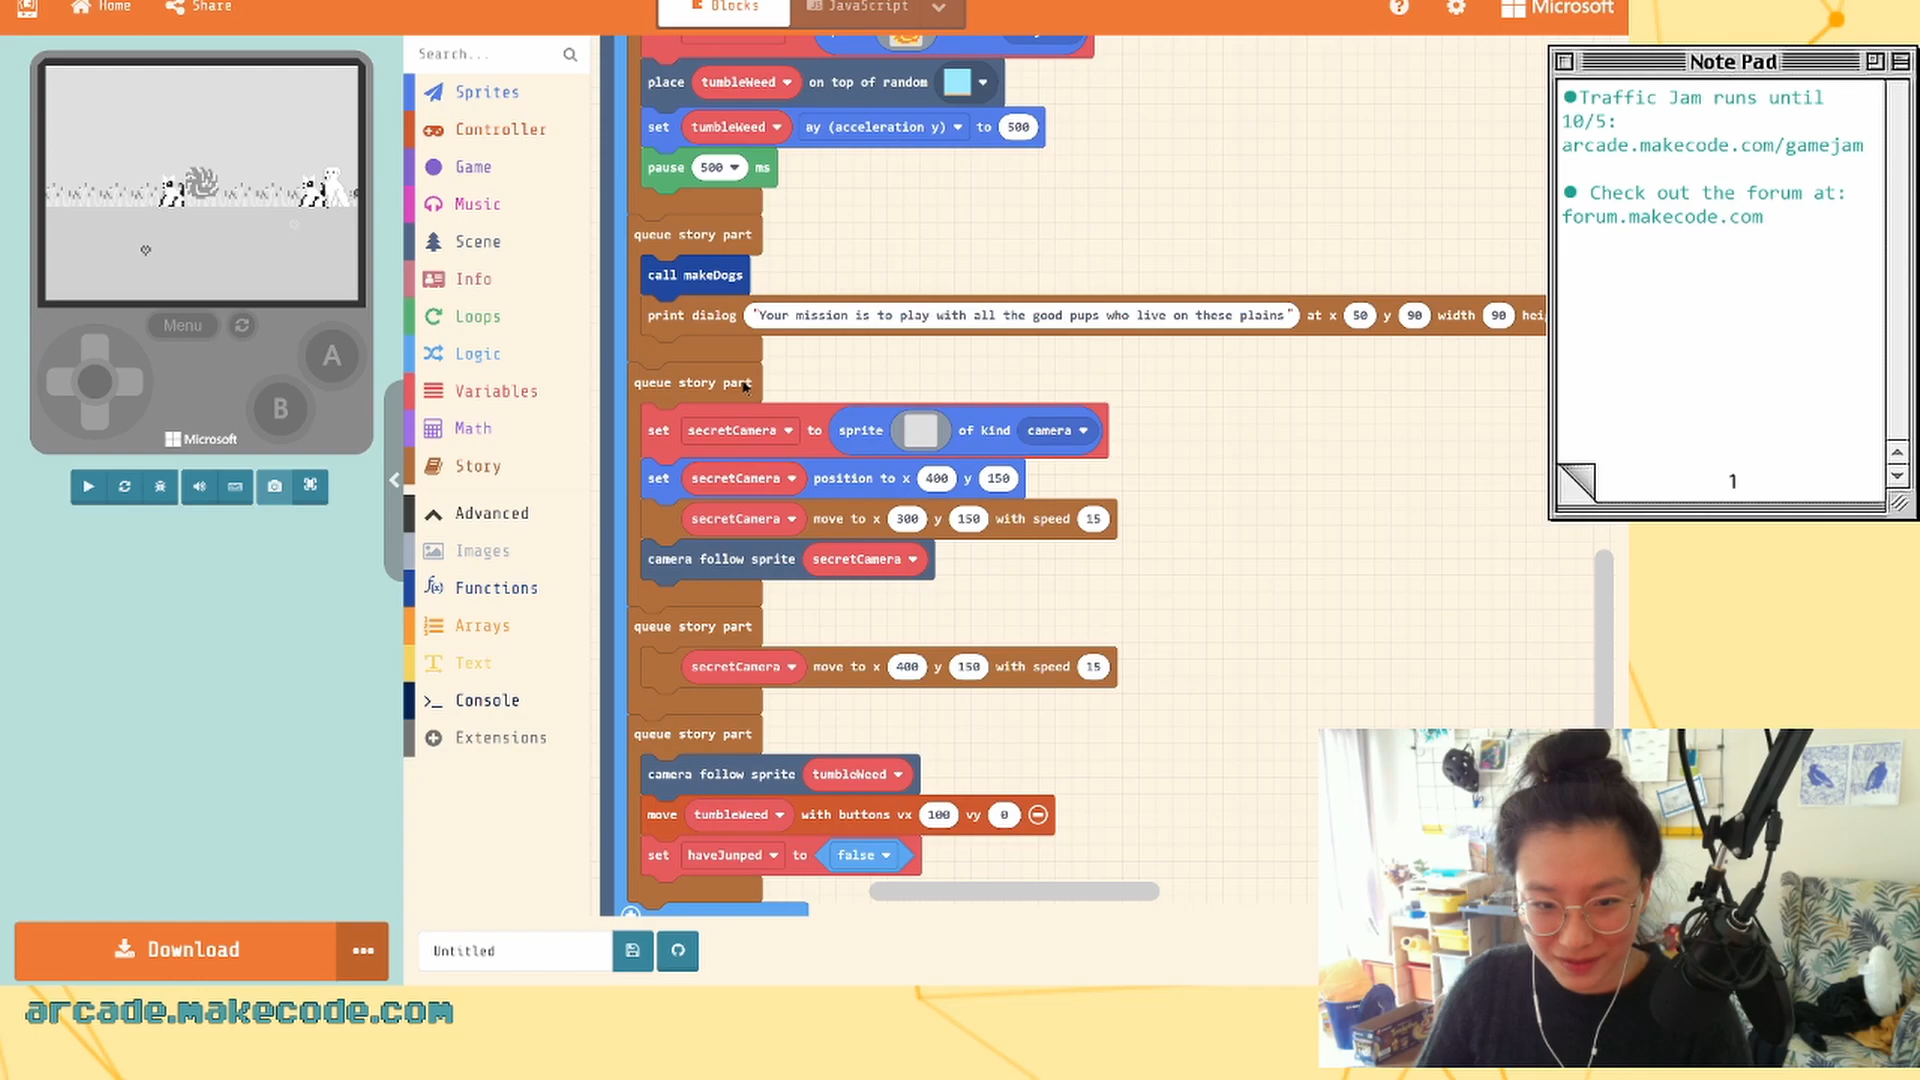 Home
Share
Blocks
JavaScript
Microsoft
Search...
Sprites
Controller
Game
Music
Scene
Info
Loops
Logic
Variables
Math
Story
Advanced
Images
Functions
Arrays
Text
Console
Extensions
Menu
A
B
Microsoft
Download
Untitled
place tumbleWeed on top of random
set tumbleWeed ay (acceleration y) to 500
pause 500 ms
queue story part
call makeDogs
print dialog "Your mission is to play with all the good pups who live on these plains" at x 50 y 90 width 90 hei
queue story part
set secretCamera to sprite of kind camera
set secretCamera position to x 400 y 150
secretCamera move to x 300 y 150 with speed 15
camera follow sprite secretCamera
queue story part
secretCamera move to x 400 y 150 with speed 15
queue story part
camera follow sprite tumbleWeed
move tumbleWeed with buttons vx 100 vy 0
set haveJumped to false
Note Pad
●Traffic Jam runs until
10/5:
arcade.makecode.com/gamejam
● Check out the forum at:
forum.makecode.com
1
arcade.makecode.com